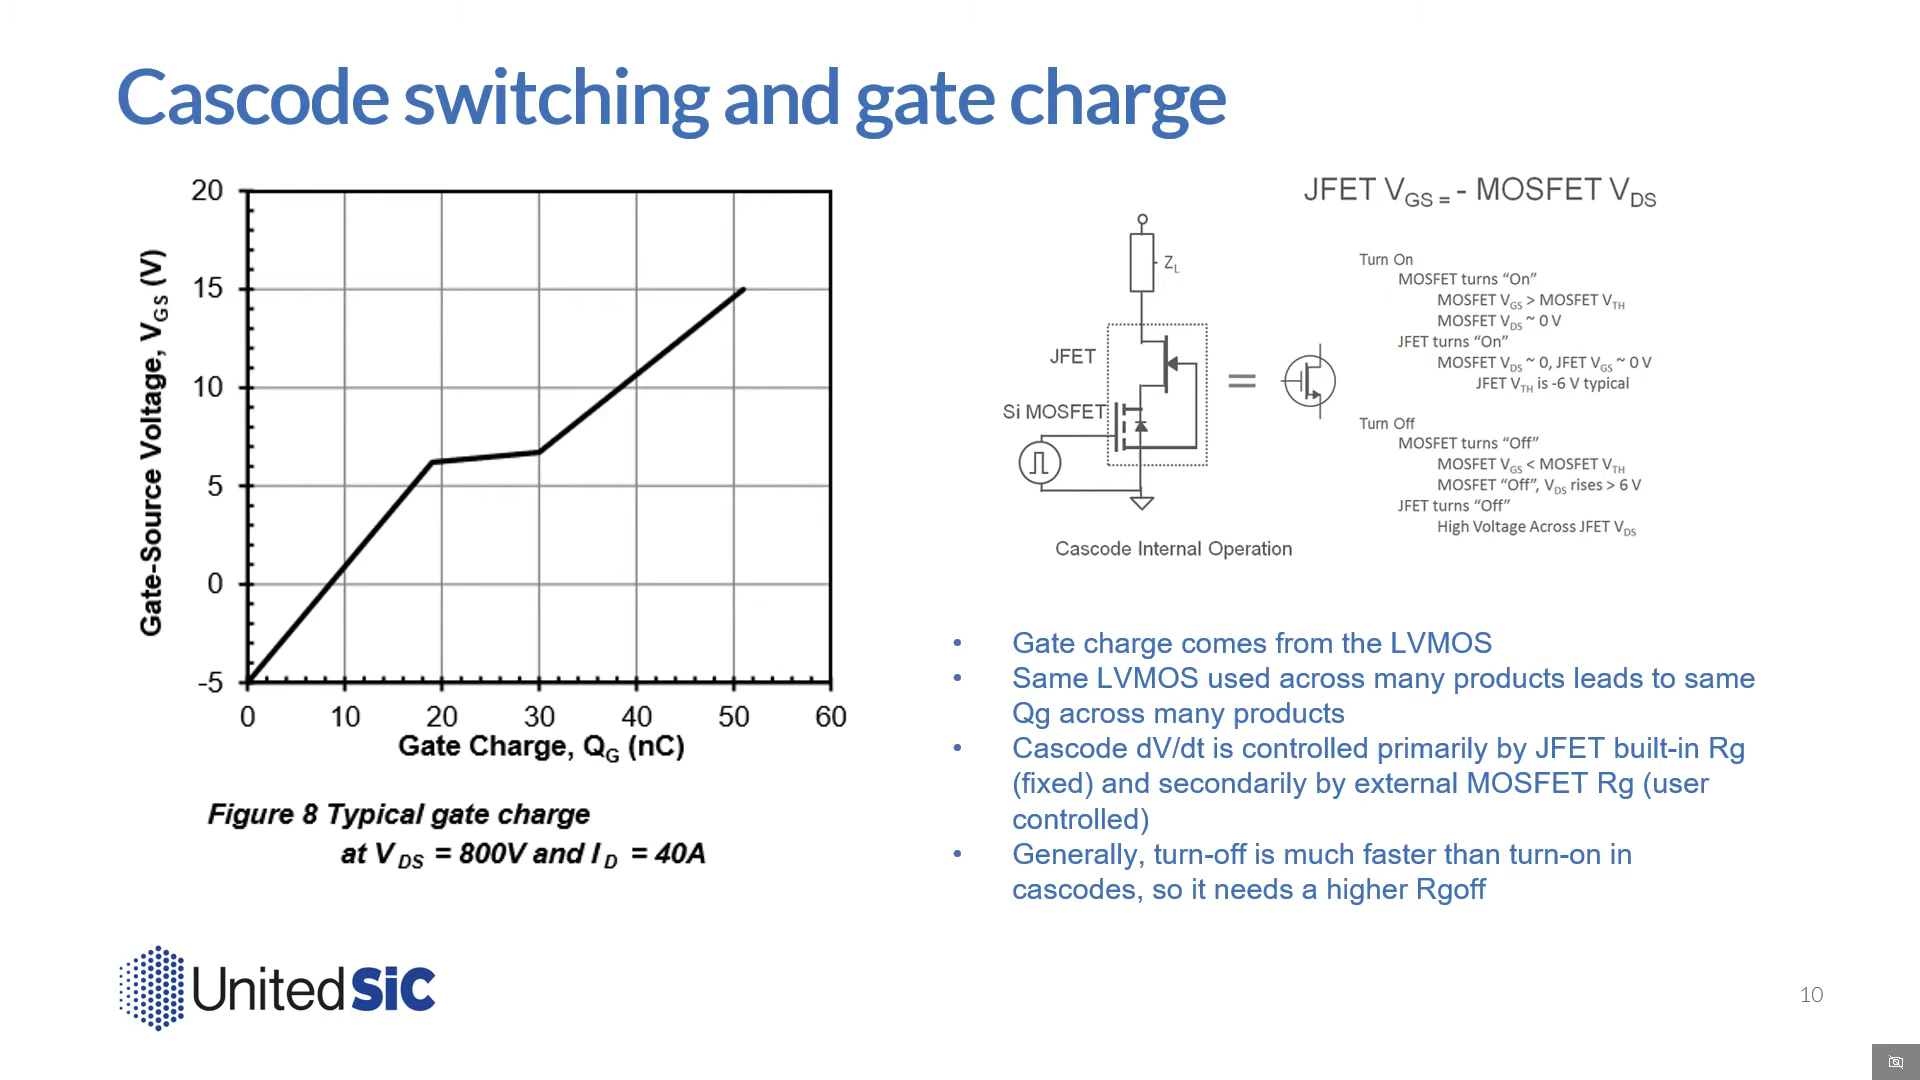 Cascode switching and gate charge
20
15
10
5
0
-5
Gate-Source Voltage, VGS (V)
0 10 20 30 40 50 60
Gate Charge, QG (nC)
Figure 8 Typical gate charge
at VDS = 800V and ID = 40A
JFET VGS = - MOSFET VDS
ZL
JFET
Si MOSFET
=
Cascode Internal Operation
Turn On
MOSFET turns “On”
MOSFET VGS > MOSFET VTH
MOSFET VDS ~ 0 V
JFET turns “On”
MOSFET VDS ~ 0, JFET VGS ~ 0 V
JFET VTH is -6 V typical
Turn Off
MOSFET turns “Off”
MOSFET VGS < MOSFET VTH
MOSFET “Off”, VDS rises > 6 V
JFET turns “Off”
High Voltage Across JFET VDS
• Gate charge comes from the LVMOS
• Same LVMOS used across many products leads to same
Qg across many products
• Cascode dV/dt is controlled primarily by JFET built-in Rg
(fixed) and secondarily by external MOSFET Rg (user
controlled)
• Generally, turn-off is much faster than turn-on in
cascodes, so it needs a higher Rgoff
UnitedSiC
10